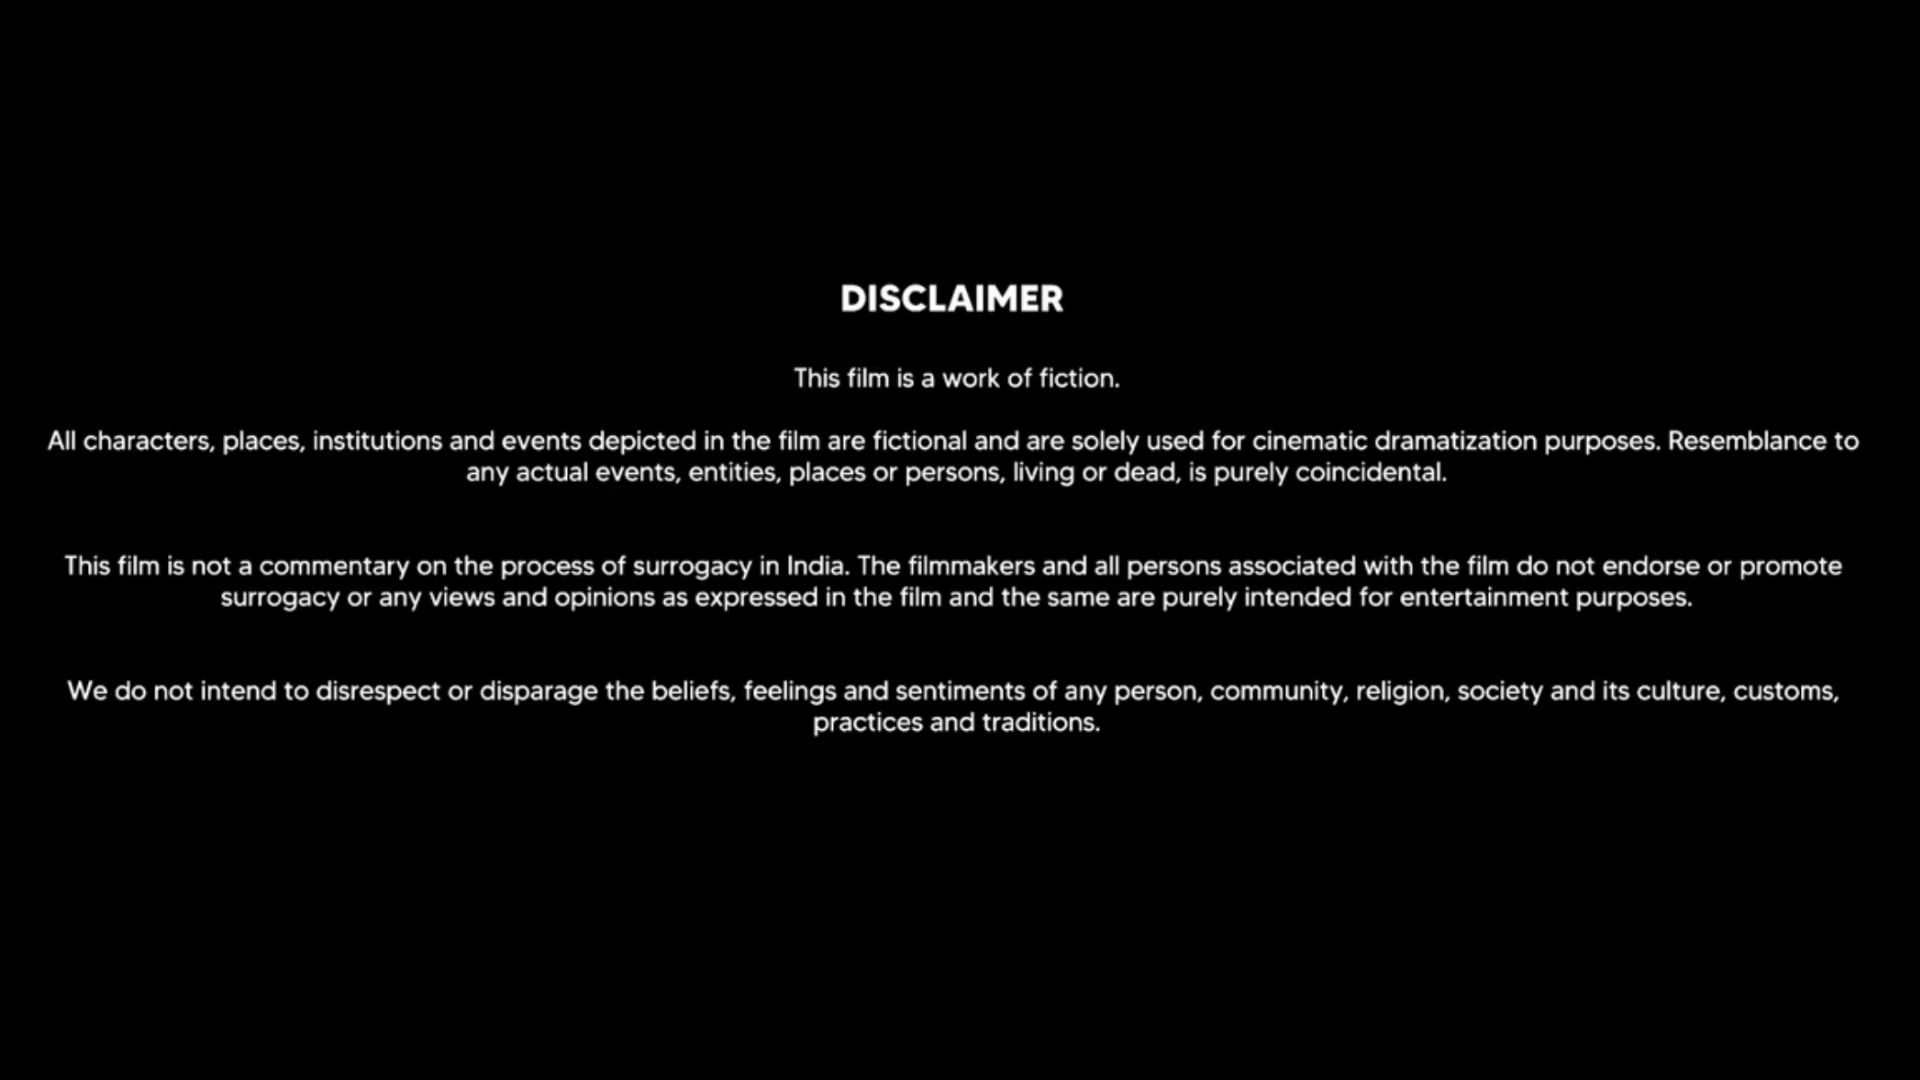 DISCLAIMER
This film is a work of fiction.
All characters, places, institutions and events depicted in the film are fictional and are solely used for cinematic dramatization purposes. Resemblance to
any actual events, entities, places or persons, living or dead, is purely coincidental.
This film is not a commentary on the process of surrogacy in India. The filmmakers and all persons associated with the film do not endorse or promote
surrogacy or any views and opinions as expressed in the film and the same are purely intended for entertainment purposes.
We do not intend to disrespect or disparage the beliefs, feelings and sentiments of any person, community, religion, society and its culture, customs,
practices and traditions.